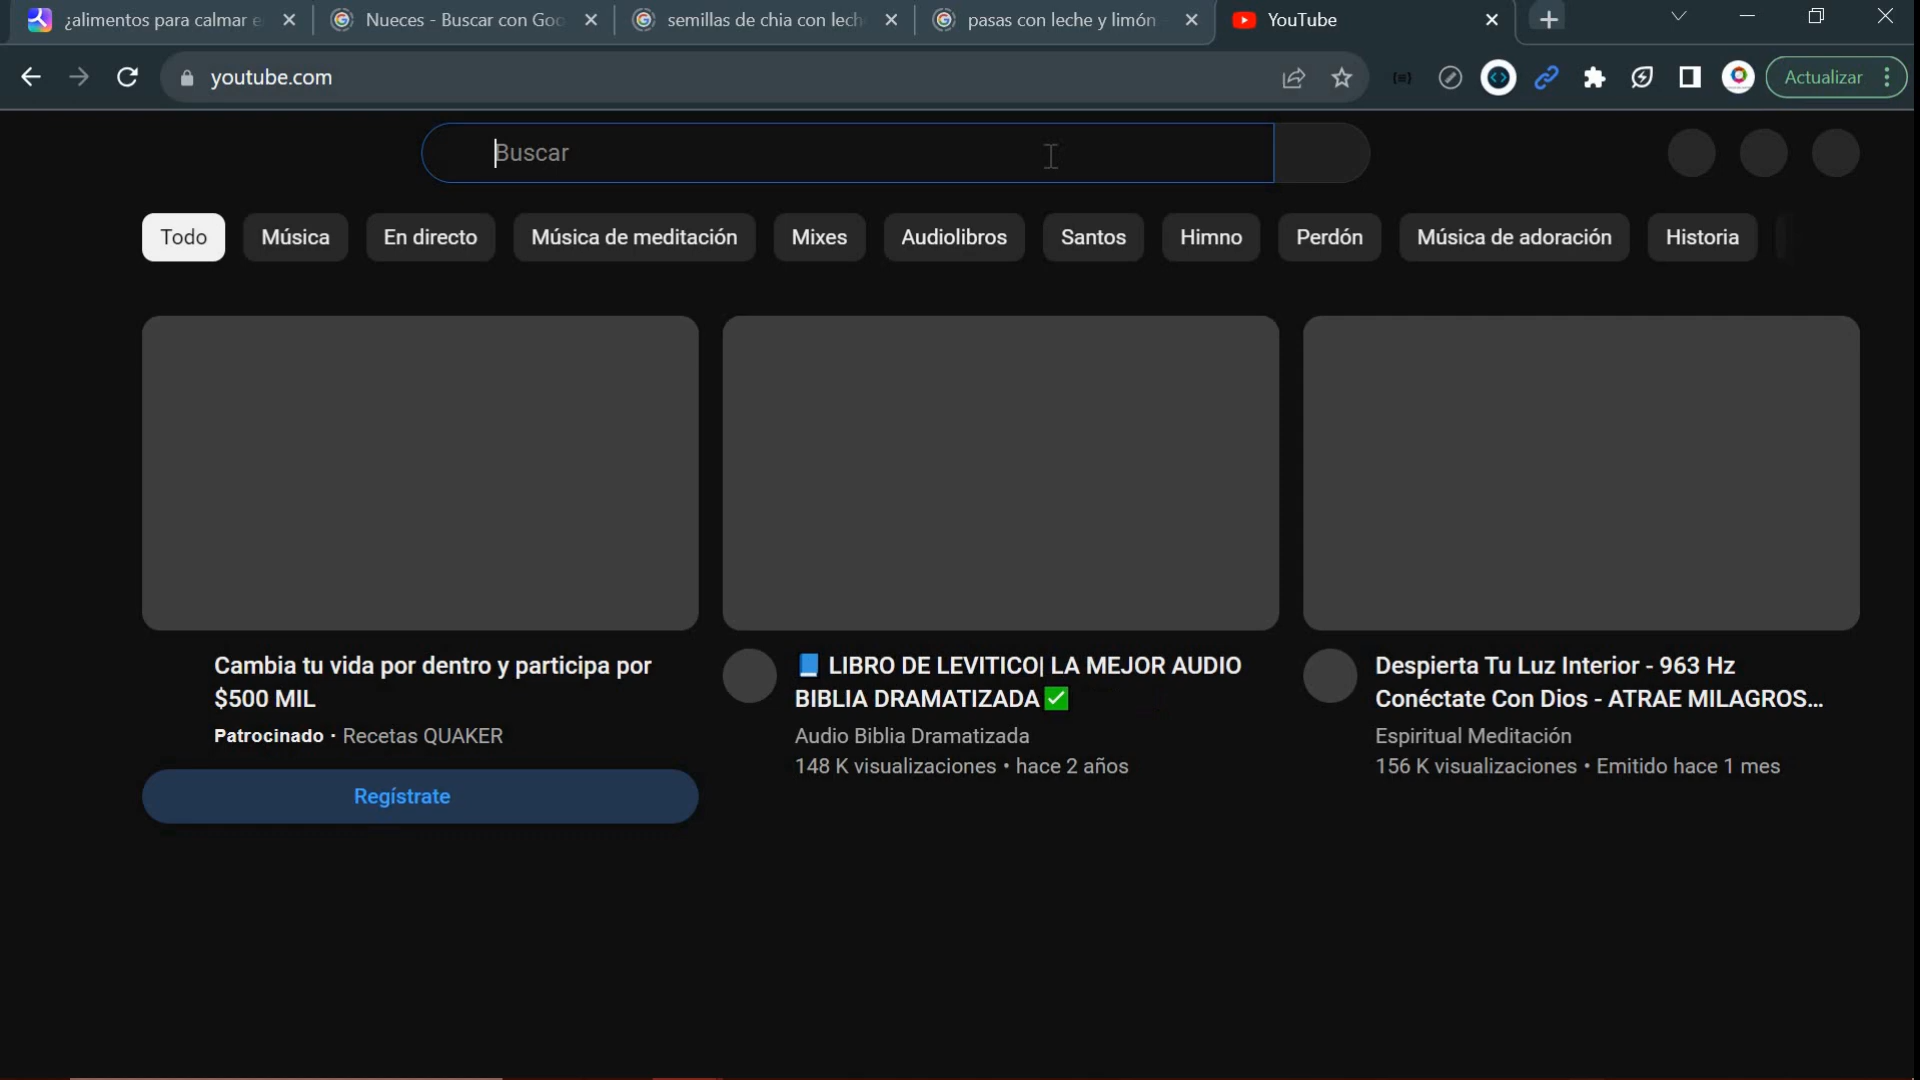 ¿alimentos para calmar e
Nueces - Buscar con Goo
semillas de chia con lech
pasas con leche y limón
YouTube
youtube.com
Actualizar
Buscar
Todo
Música
En directo
Música de meditación
Mixes
Audiolibros
Santos
Himno
Perdón
Música de adoración
Historia
Cambia tu vida por dentro y participa por
$500 MIL
Patrocinado · Recetas QUAKER
Regístrate
📘 LIBRO DE LEVITICO| LA MEJOR AUDIO
BIBLIA DRAMATIZADA ✅
Audio Biblia Dramatizada
148 K visualizaciones • hace 2 años
Despierta Tu Luz Interior - 963 Hz
Conéctate Con Dios - ATRAE MILAGROS...
Espiritual Meditación
156 K visualizaciones • Emitido hace 1 mes